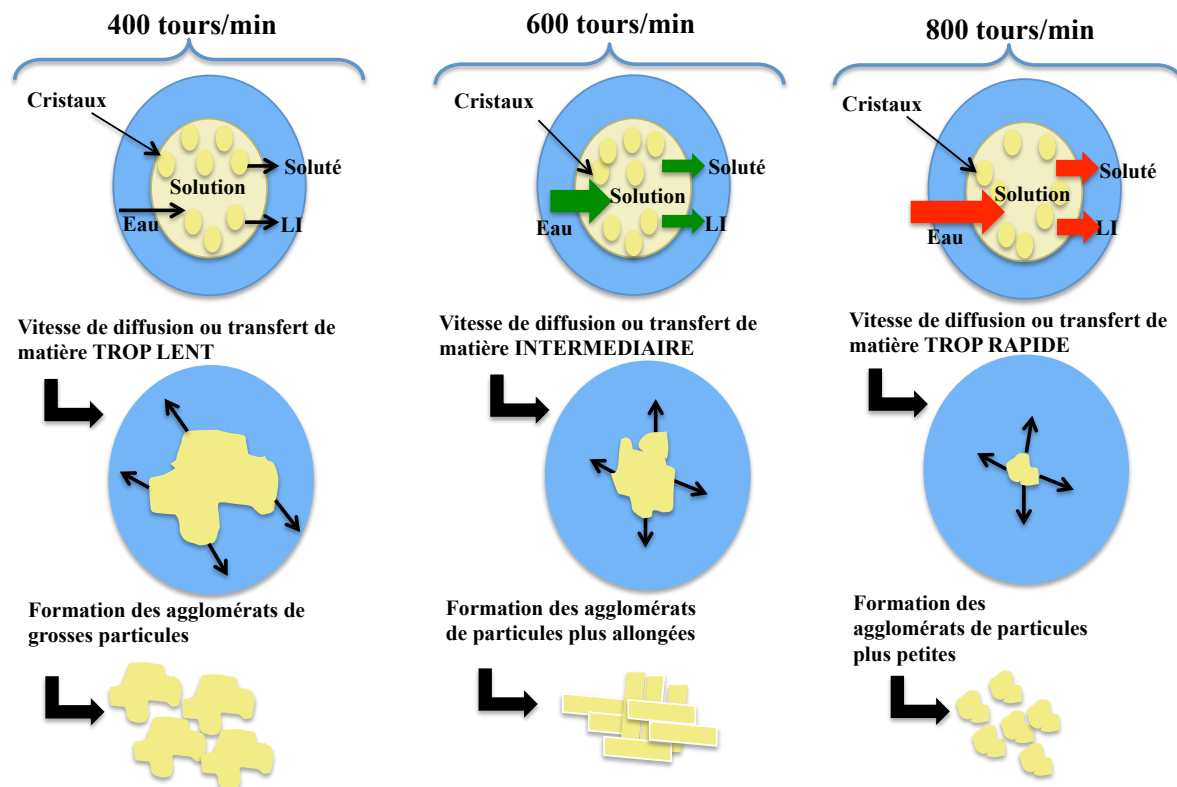 400 tours/min
Cristaux
Soluté
Solution
Eau
LI
Vitesse de diffusion ou transfert de
matière TROP LENT
Formation des agglomérats de
grosses particules
600 tours/min
Cristaux
Soluté
Solution
Eau
LI
Vitesse de diffusion ou transfert de
matière INTERMEDIAIRE
Formation des agglomérats
de particules plus allongées
800 tours/min
Cristaux
Soluté
Solution
Eau
LI
Vitesse de diffusion ou transfert de
matière TROP RAPIDE
Formation des
agglomérats de particules
plus petites